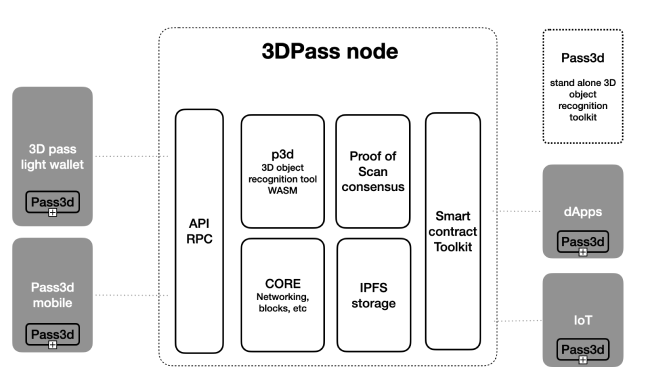 3DPass node
Pass3d
stand alone 3D
object
recognition
toolkit
3D pass
light wallet
Pass3d
Pass3d
mobile
Pass3d
API
RPC
p3d
3D object
recognition tool
WASM
Proof of
Scan
consensus
CORE
Networking,
blocks, etc
IPFS
storage
Smart
contract
Toolkit
dApps
Pass3d
IoT
Pass3d